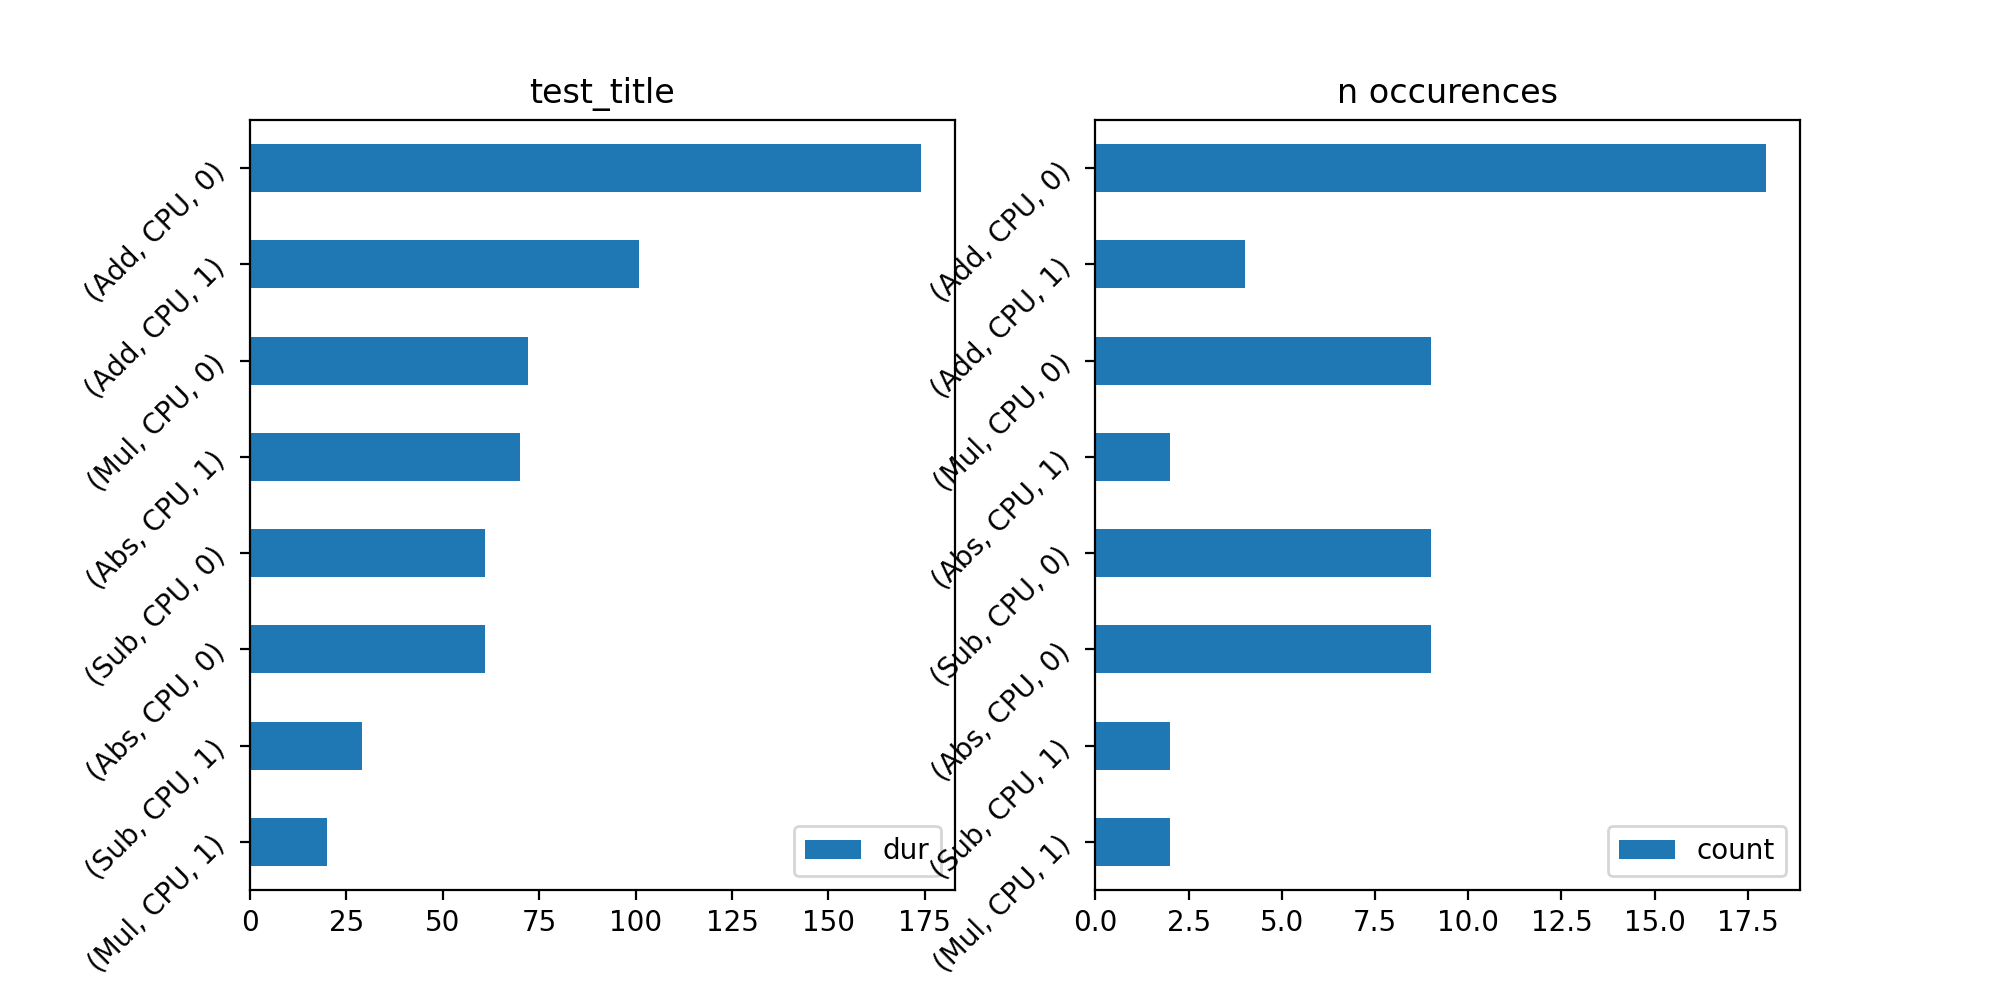 test_title
(Add, CPU, 0)
(Add, CPU, 1)
(Mul, CPU, 0)
(Abs, CPU, 1)
(Sub, CPU, 0)
(Abs, CPU, 0)
(Sub, CPU, 1)
(Mul, CPU, 1)
0 25 50 75 100 125 150 175
dur
n occurences
(Add, CPU, 0)
(Add, CPU, 1)
(Mul, CPU, 0)
(Abs, CPU, 1)
(Sub, CPU, 0)
(Abs, CPU, 0)
(Sub, CPU, 1)
(Mul, CPU, 1)
0.0 2.5 5.0 7.5 10.0 12.5 15.0 17.5
count